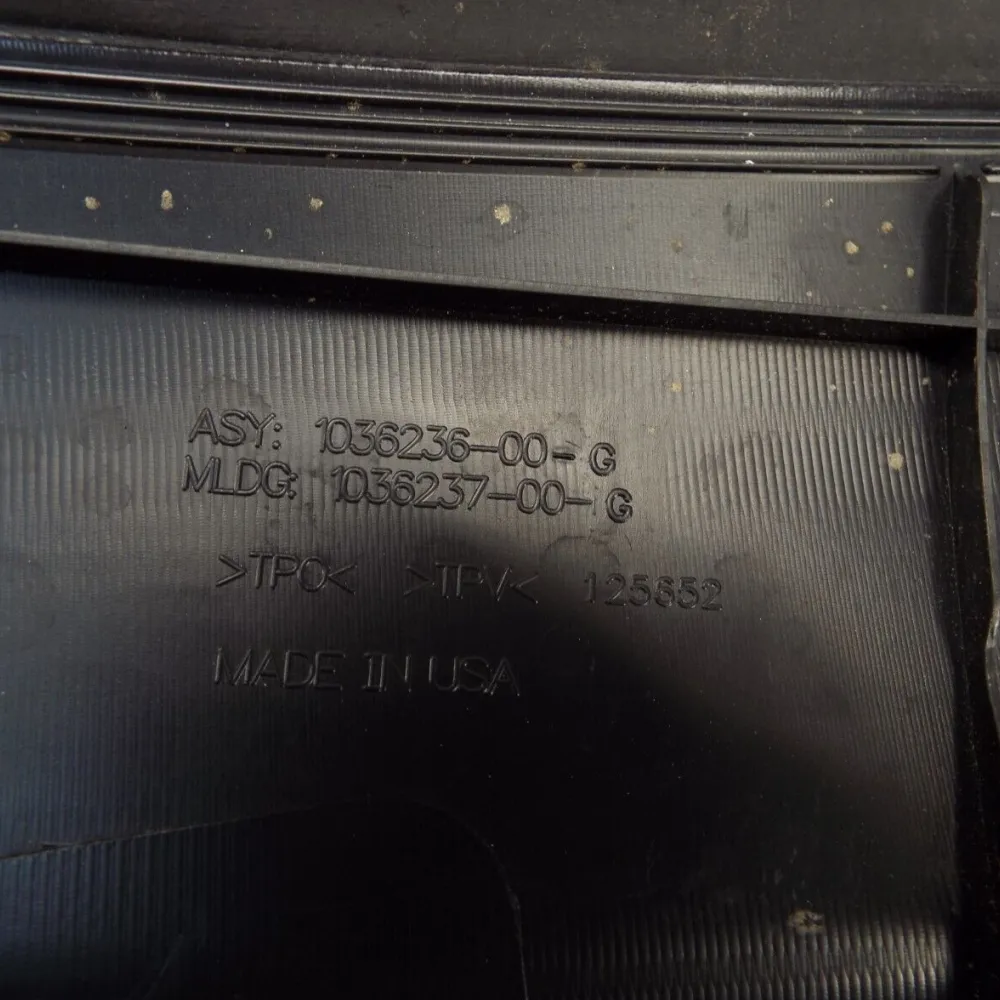 ASY: 1036236-00-G
MLDG: 1036237-00-G
>TPO< >TPV< 125652
MADE IN USA